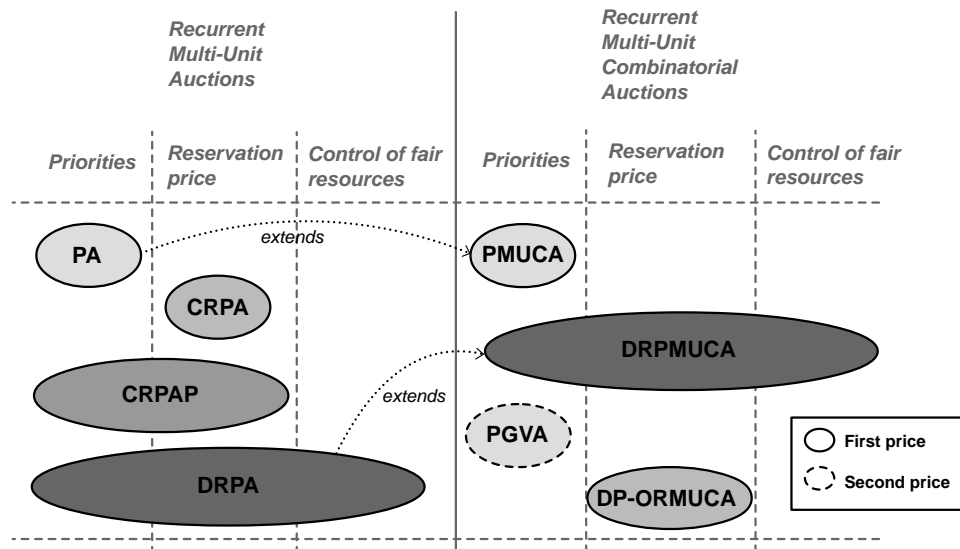 Recurrent
Multi-Unit
Auctions
Recurrent
Multi-Unit
Combinatorial
Auctions
Priorities
Reservation
price
Control of fair
resources
Priorities
Reservation
price
Control of fair
resources
PA
extends
PMUCA
CRPA
DRPMUCA
CRPAP
extends
PGVA
DRPA
DP-ORMUCA
First price
Second price